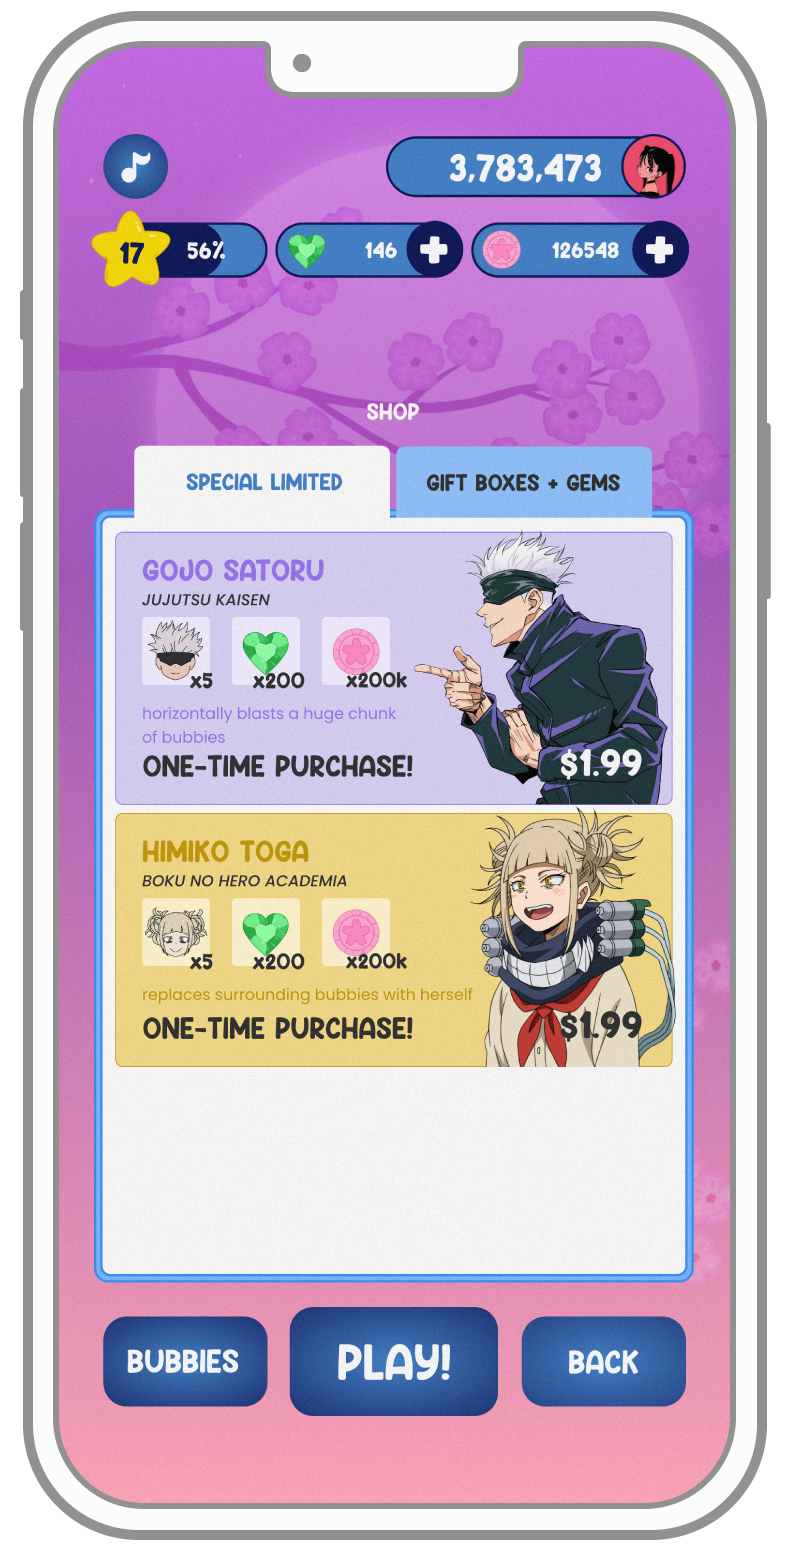 3,783,473
17 56% 146 126548
SHOP
SPECIAL LIMITED
GIFT BOXES + GEMS
GOJO SATORU
JUJUTSU KAISEN
x5 x200 x200k
horizontally blasts a huge chunk
of bubbies
ONE-TIME PURCHASE!
$1.99
HIMIKO TOGA
BOKU NO HERO ACADEMIA
x5 x200 x200k
replaces surrounding bubbies with herself
ONE-TIME PURCHASE!
$1.99
BUBBIES
PLAY!
BACK